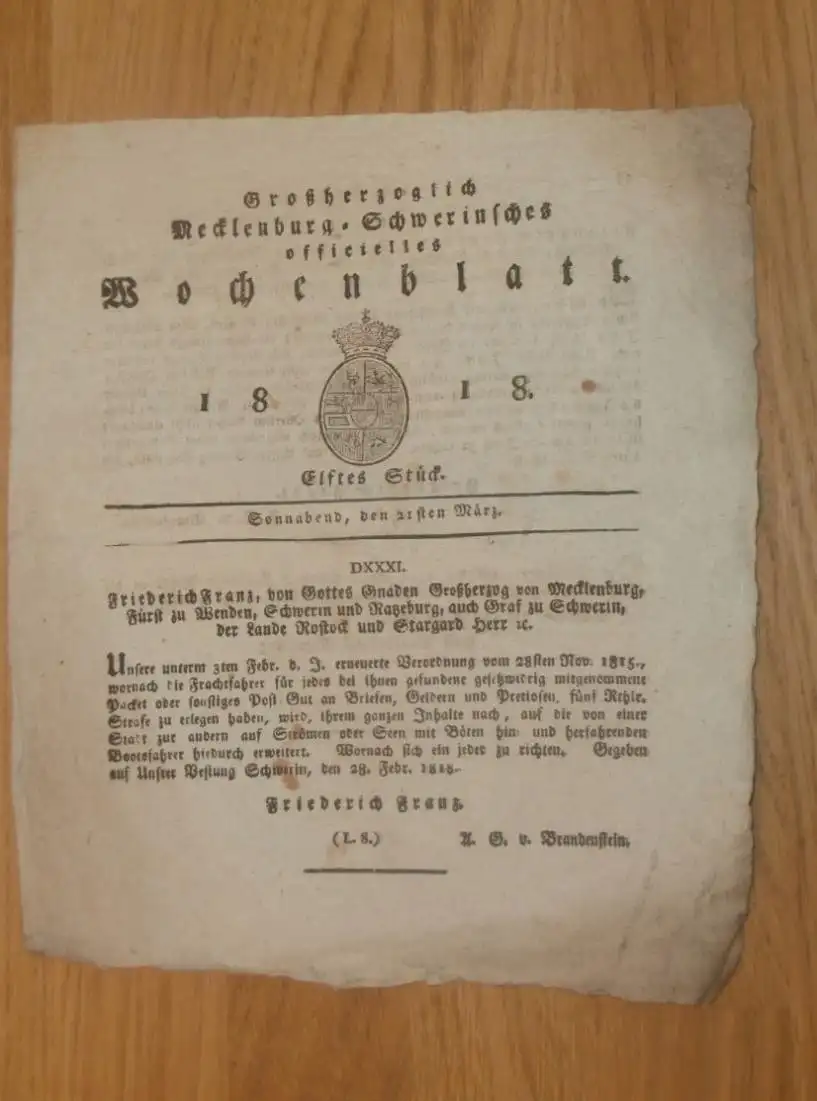 Großherzoglich
Mecklenburg-Schwerinsches
officielles
Wochenblatt.
1818.
Elftes Stück.
Sonnabend, den 21sten März.
DXXXI.
Friederich Franz, von Gottes Gnaden Großherzog von Mecklenburg,
Fürst zu Wenden, Schwerin und Ratzeburg, auch Graf zu Schwerin,
der Lande Rostock und Stargard Herr ꝛc.
Unsere unterm 3ten Febr. d. J. erneuerte Verordnung vom 28sten Nov. 1815.,
wornach die Frachtfahrer für jedes bei ihnen gefundene gesetzwidrig mitgenommene
Packet oder sonstiges Post Gut an Briefen, Geldern und Pretiosen, fünf Rthlr.
Strafe zu erlegen haben, wird, ihrem ganzen Inhalte nach, auf die von einer
Stadt zur andern auf Strömen oder Seen mit Böten hin- und herfahrenden
Bootsfahrer hiedurch erweitert. Wornach sich ein jeder zu richten. Gegeben
auf Unsrer Vestung Schwerin, den 28. Febr. 1818.
Friederich Franz.
(L. S.) A. G. v. Brandenstein.